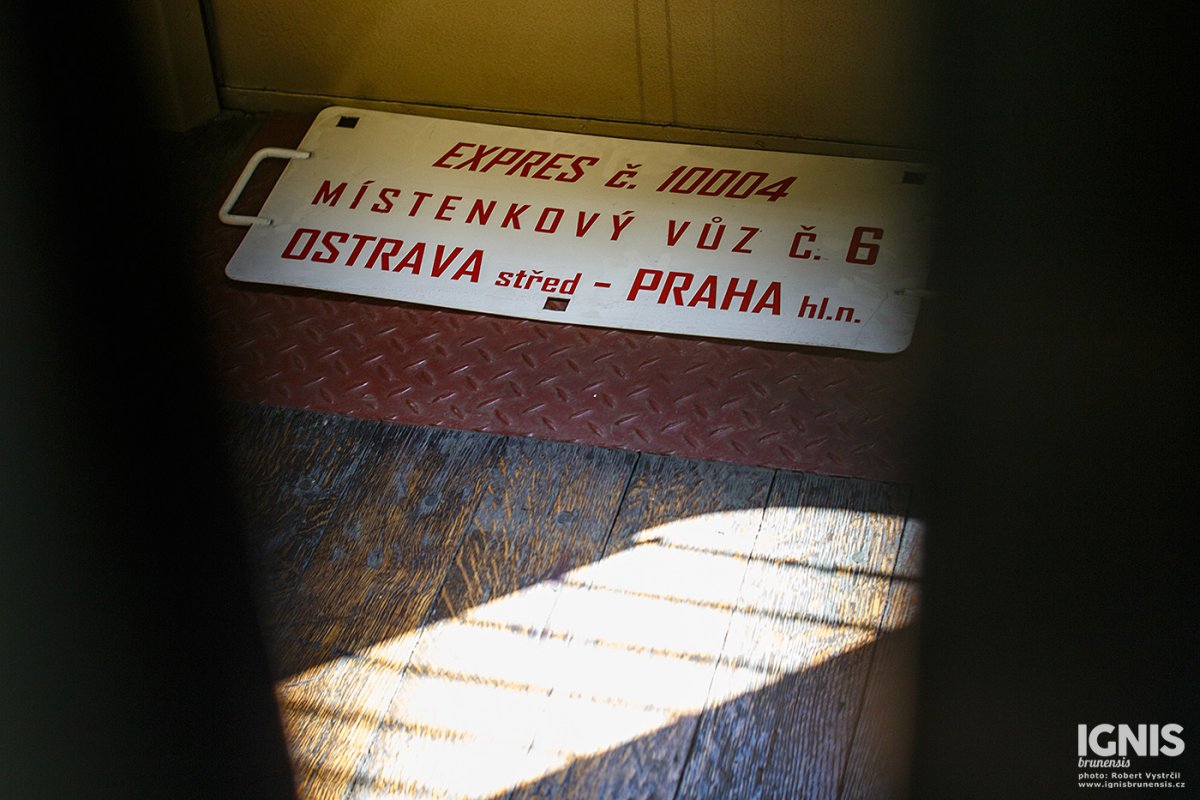 EXPRES č. 10004
MÍSTENKOVÝ VŮZ Č. 6
OSTRAVA střed - PRAHA hl.n.
IGNIS
brunensis
photo: Robert Vystrčil
www.ignisbrunensis.cz